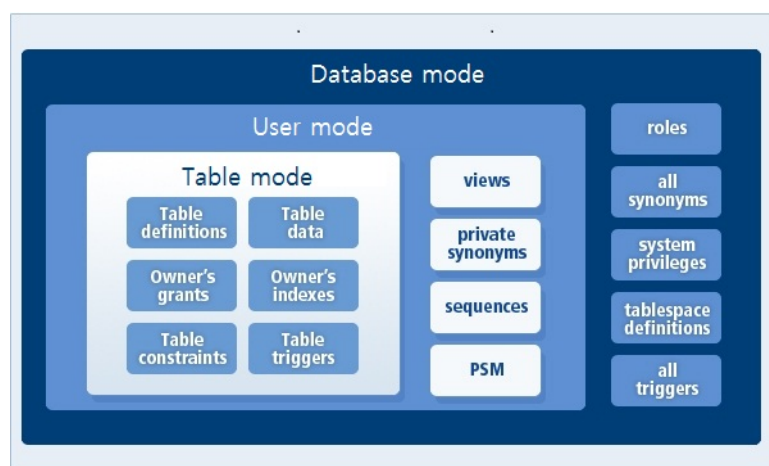 Database mode
User mode
Table mode
Table
definitions
Table
data
Owner's
grants
Owner's
indexes
Table
constraints
Table
triggers
views
private
synonyms
sequences
PSM
roles
all
synonyms
system
privileges
tablespace
definitions
all
triggers